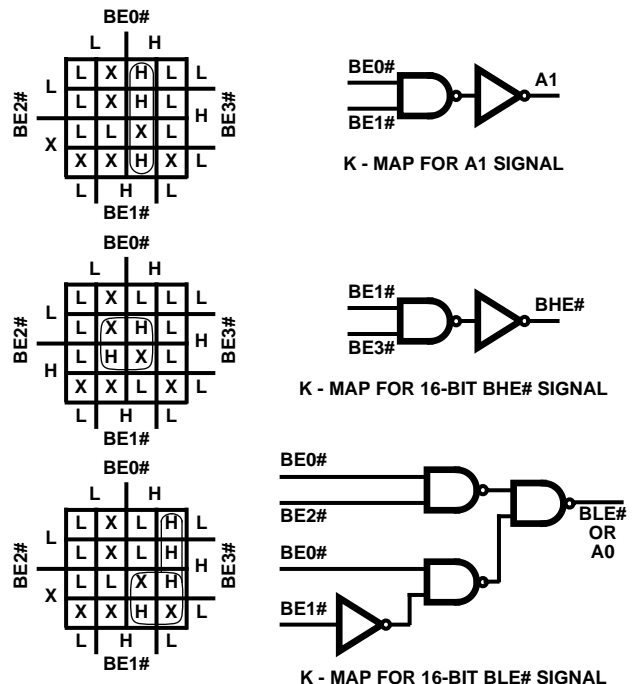 BE0#
L H
L L X H L L
BE2# L X H L H BE3#
X L L X L
X X H X L
L H L
BE1#
BE0#
BE1#
A1
K - MAP FOR A1 SIGNAL
BE0#
L H
L L X L L L
BE2# L X H L H BE3#
H L H X L
X X L X L
L H L
BE1#
BE1#
BE3#
BHE#
K - MAP FOR 16-BIT BHE# SIGNAL
BE0#
L H
L L X L H L
BE2# L X L H H BE3#
X L L X H
X X H X L
L H L
BE1#
BE0#
BE2#
BE0#
BE1#
BLE#
OR
A0
K - MAP FOR 16-BIT BLE# SIGNAL